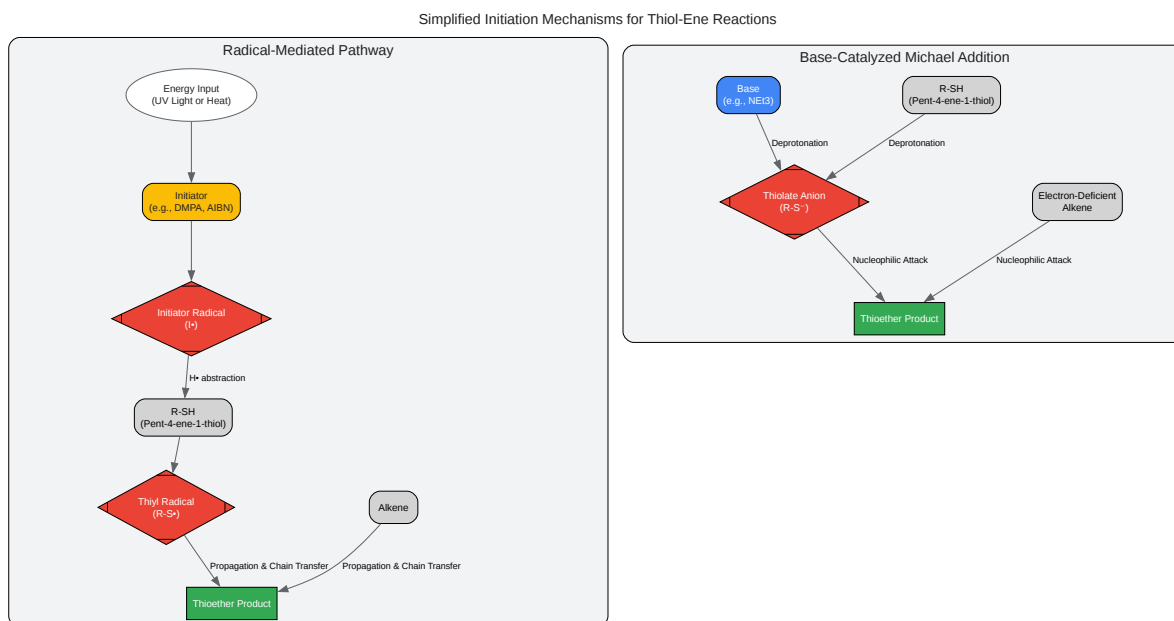 Simplified Initiation Mechanisms for Thiol-Ene Reactions
Radical-Mediated Pathway
Energy Input
(UV Light or Heat)
Initiator
(e.g., DMPA, AIBN)
Initiator Radical
(I•)
H• abstraction
R-SH
(Pent-4-ene-1-thiol)
Thiyl Radical
(R-S•)
Alkene
Propagation & Chain Transfer
Propagation & Chain Transfer
Thioether Product
Base-Catalyzed Michael Addition
Base
(e.g., NEt3)
R-SH
(Pent-4-ene-1-thiol)
Deprotonation
Deprotonation
Thiolate Anion
(R-S⁻)
Electron-Deficient
Alkene
Nucleophilic Attack
Nucleophilic Attack
Thioether Product